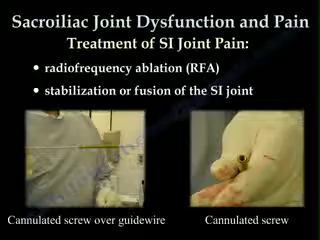 Sacroiliac Joint Dysfunction and Pain
Treatment of SI Joint Pain:
• radiofrequency ablation (RFA)
• stabilization or fusion of the SI joint
Cannulated screw over guidewire
Cannulated screw